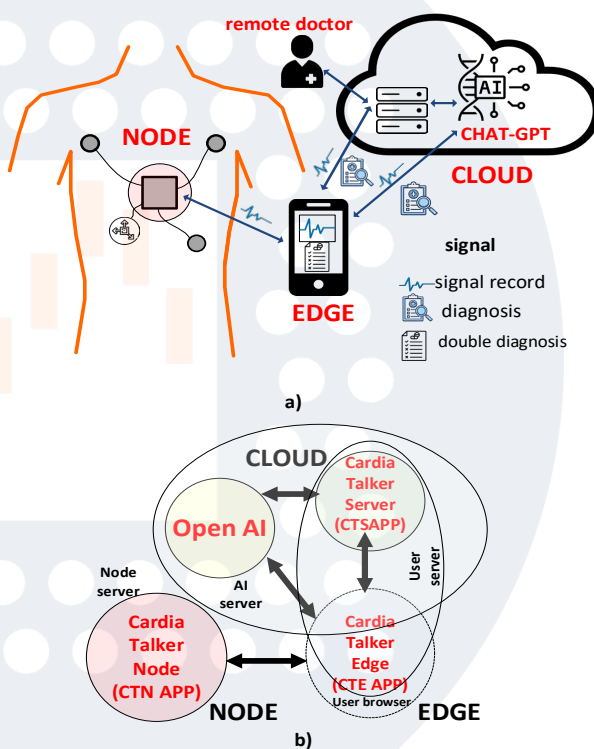 remote doctor
NODE
AI
CHAT-GPT
CLOUD
signal
signal record
EDGE
diagnosis
double diagnosis
a)
CLOUD
Cardia
Talker
Server
(CTSAPP)
Open AI
User
server
Node
server
AI
server
Cardia
Talker
Node
(CTN APP)
Cardia
Talker
Edge
(CTE APP)
User browser
NODE
EDGE
b)